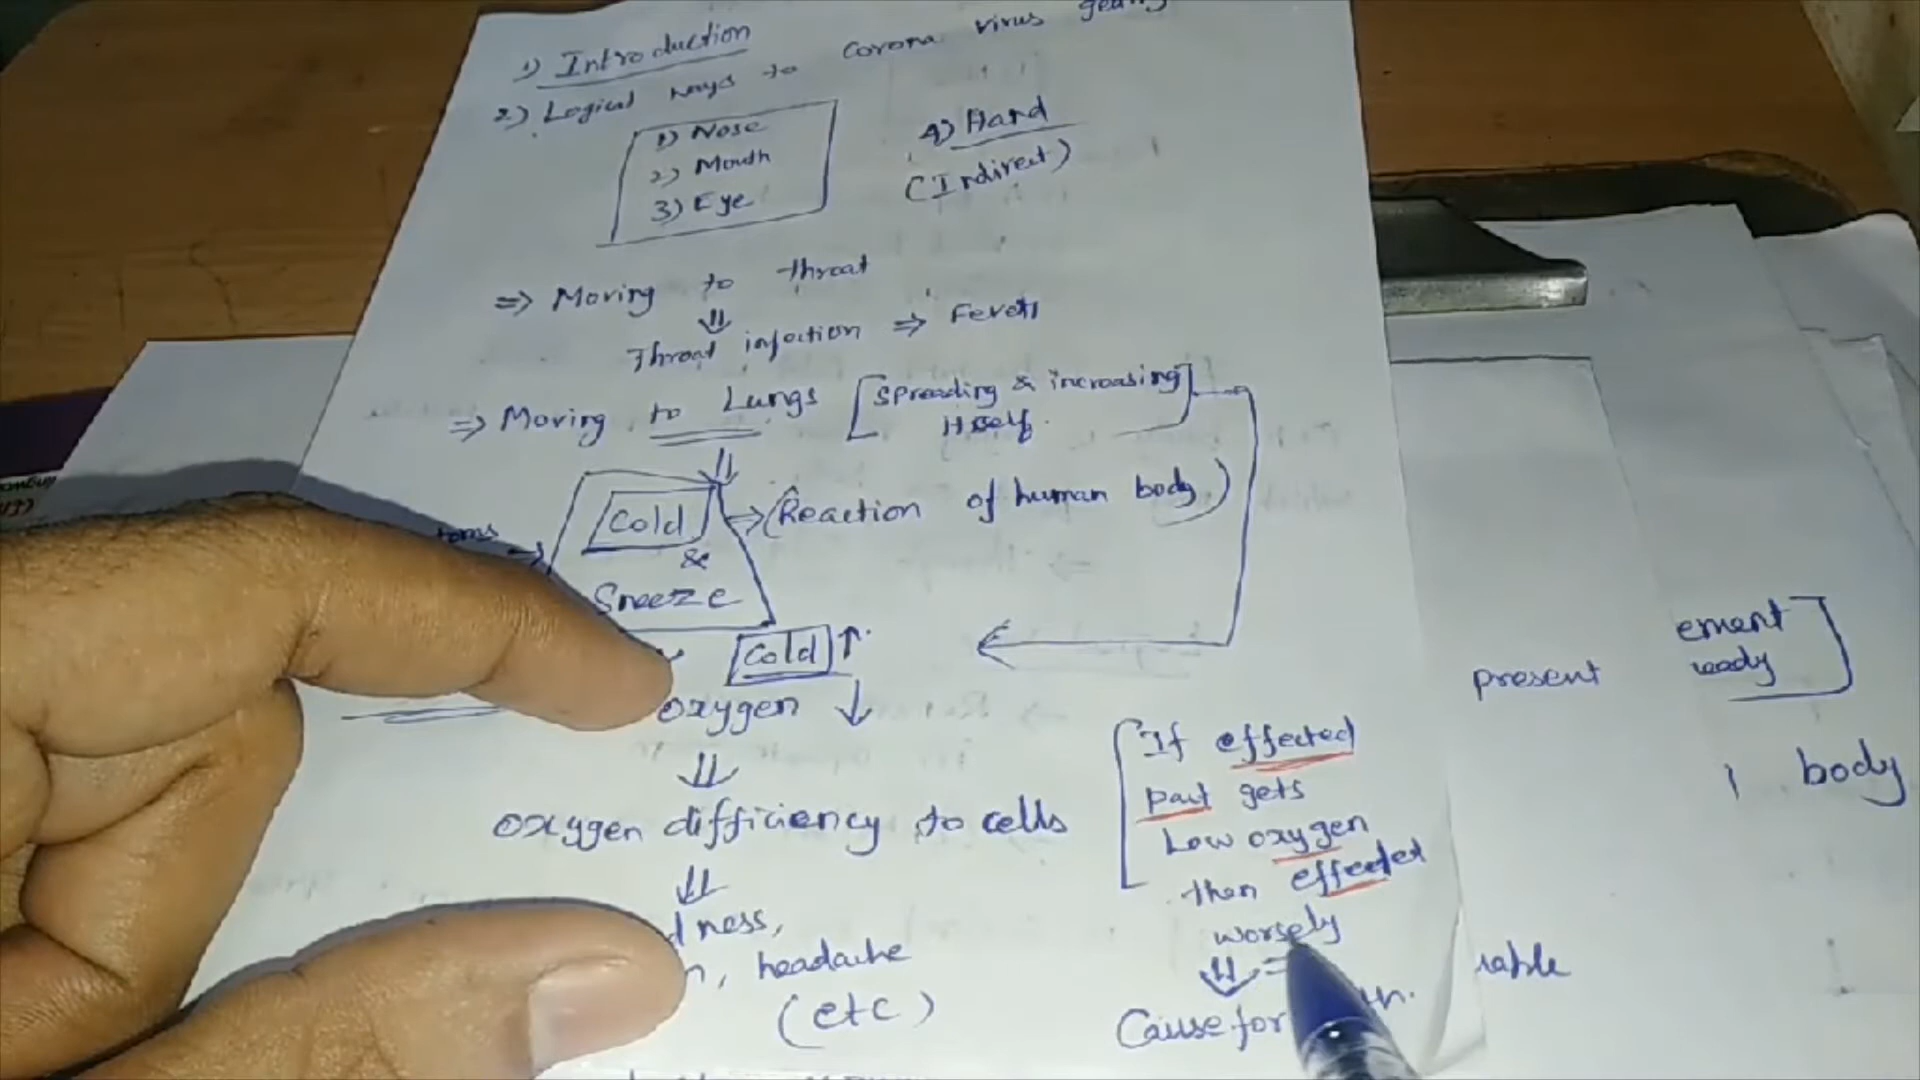 1) Introduction
2) Logical ways to corona virus
1) Nose
2) Mouth
3) Eye
4) Hand
(Indirect)
⇒ Moving to throat
⇓
Throat infection ⇒ Fever
⇒ Moving to Lungs [spreading & increasing itself]
⇓
Cold ⇒ (Reaction of human body)
&
Sneeze
toms →
Cold ↑
oxygen ↓
⇓
oxygen difficiency to cells
⇓
dness,
n, headache
(etc)
[If effected
part gets
Low oxygen
then effected
worsely
⇓ =
Cause for
ement
ready]
present
body